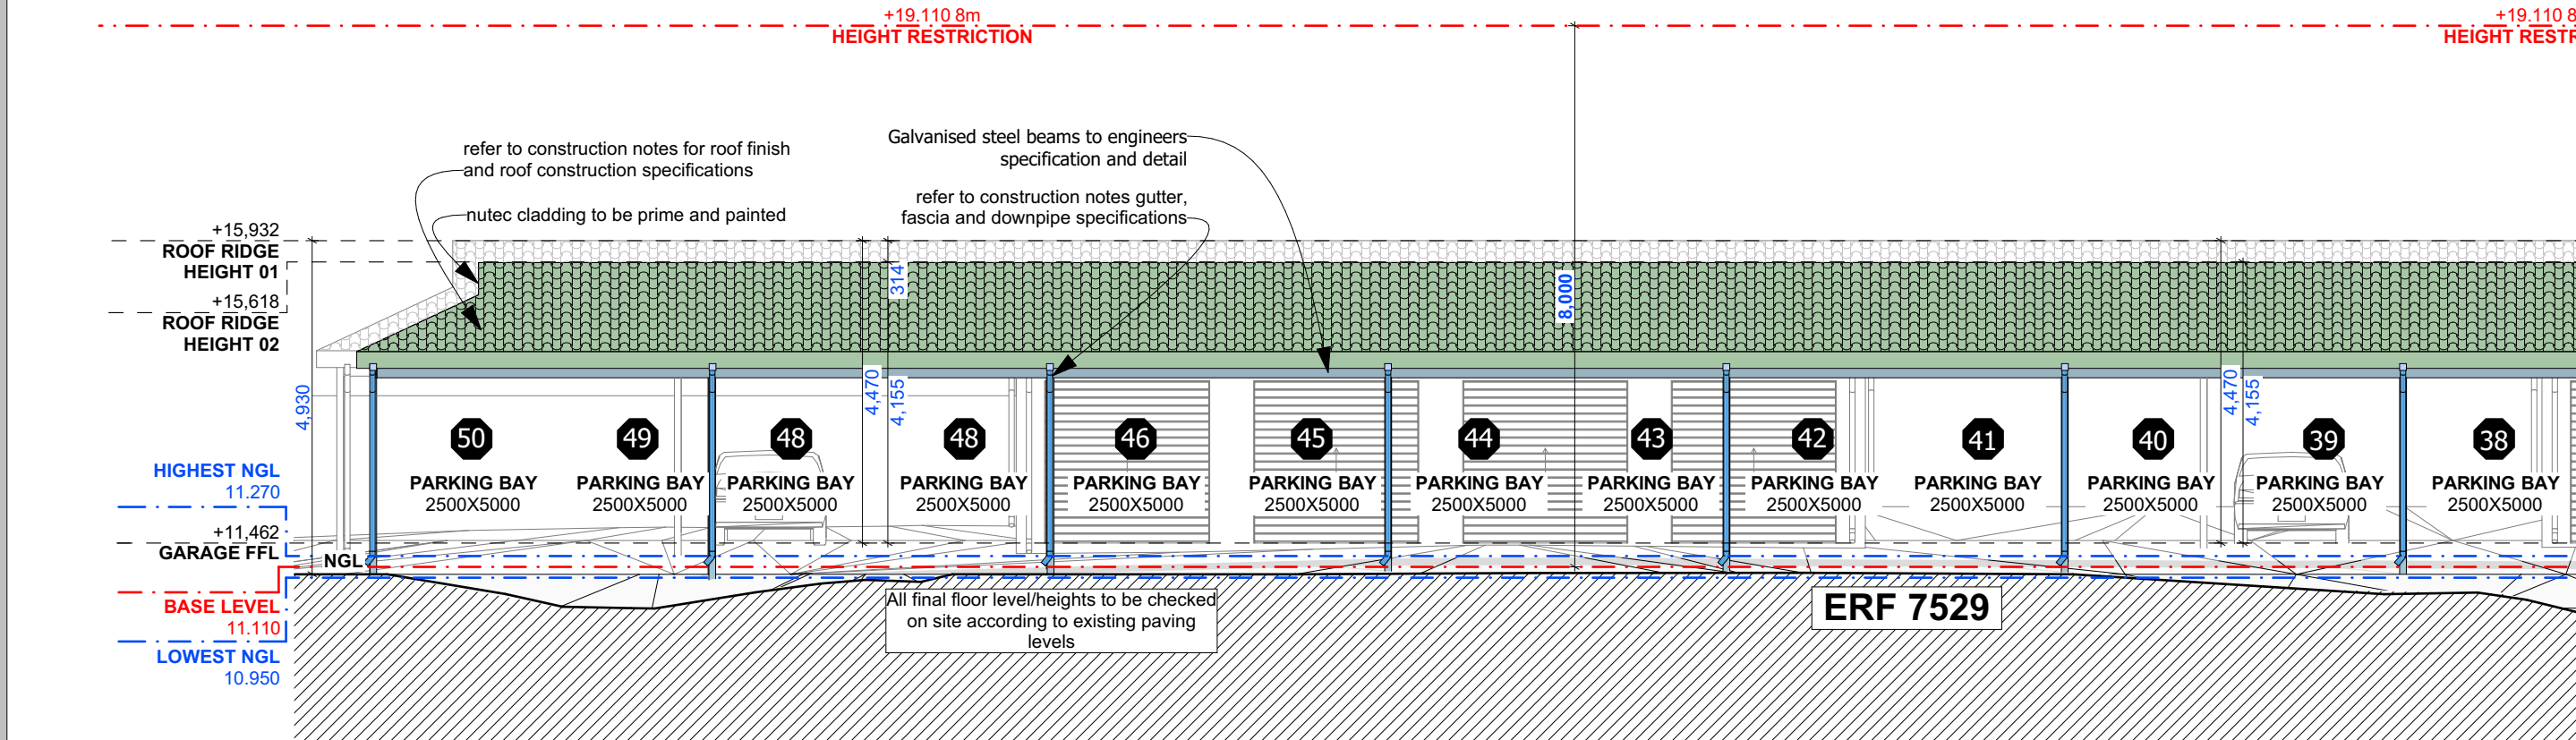 +19.110 8m
HEIGHT RESTRICTION
+19.110 8
HEIGHT RESTR
refer to construction notes for roof finish
and roof construction specifications
nutec cladding to be prime and painted
Galvanised steel beams to engineers
specification and detail
refer to construction notes gutter,
fascia and downpipe specifications
+15,932
ROOF RIDGE
HEIGHT 01
+15,618
ROOF RIDGE
HEIGHT 02
314
8,000
4,930
4,470
4,155
4,470
4,155
50
PARKING BAY
2500X5000
49
PARKING BAY
2500X5000
48
PARKING BAY
2500X5000
48
PARKING BAY
2500X5000
46
PARKING BAY
2500X5000
45
PARKING BAY
2500X5000
44
PARKING BAY
2500X5000
43
PARKING BAY
2500X5000
42
PARKING BAY
2500X5000
41
PARKING BAY
2500X5000
40
PARKING BAY
2500X5000
39
PARKING BAY
2500X5000
38
PARKING BAY
2500X5000
HIGHEST NGL
11.270
+11,462
GARAGE FFL
NGL
BASE LEVEL
11.110
LOWEST NGL
10.950
All final floor level/heights to be checked
on site according to existing paving
levels
ERF 7529